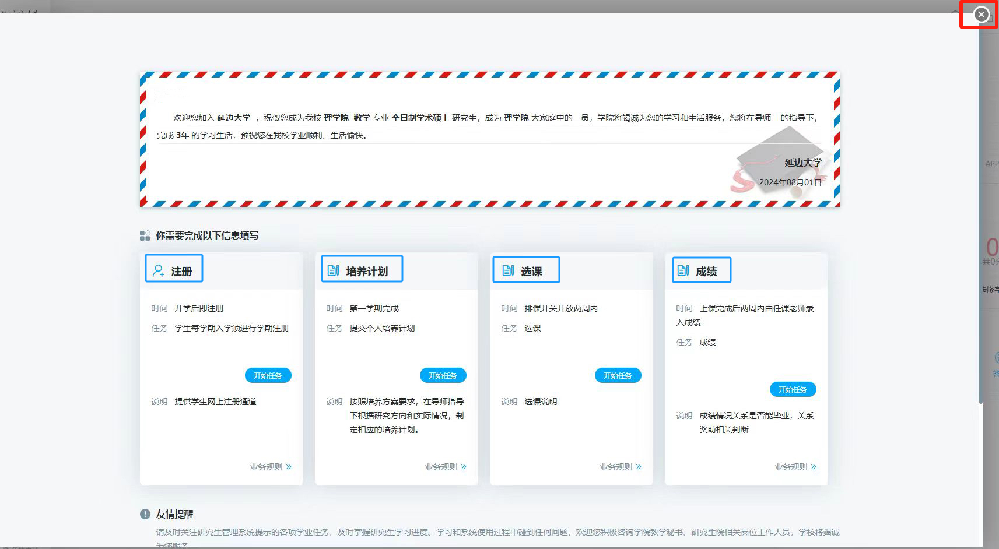 欢迎您加入 延边大学 ，祝贺您成为我校 理学院 数学 专业 全日制学术硕士 研究生，成为 理学院 大家庭中的一员，学院将竭诚为您的学习和生活服务，您将在导师 的指导下，
完成 3年 的学习生活，预祝您在我校学业顺利、生活愉快。
延边大学
2024年08月01日
你需要完成以下信息填写
注册
时间 开学后即注册
任务 学生每学期入学须进行学期注册
开始任务
说明 提供学生网上注册通道
业务规则 »
培养计划
时间 第一学期完成
任务 提交个人培养计划
开始任务
说明 按照培养方案要求，在导师指导
下根据研究方向和实际情况，制
定相应的培养计划。
业务规则 »
选课
时间 排课开关开放两周内
任务 选课
开始任务
说明 选课说明
业务规则 »
成绩
时间 上课完成后两周内由任课老师录
入成绩
任务 成绩
开始任务
说明 成绩情况关系是否能毕业，关系
奖助相关判断
业务规则 »
友情提醒
请及时关注研究生管理系统提示的各项学业任务，及时掌握研究生学习进度。学习和系统使用过程中碰到任何问题，欢迎您积极咨询学院教学秘书、研究生院相关岗位工作人员，学校将竭诚
为您服务
APP
0
共0分
选修学
答